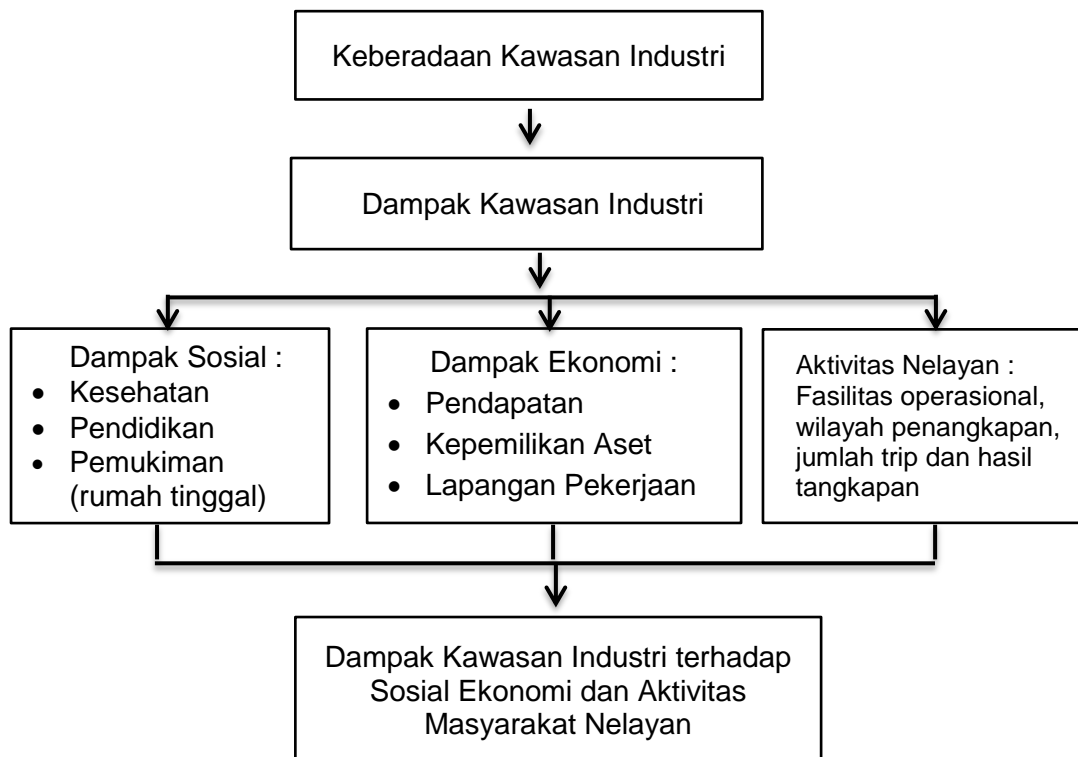 Keberadaan Kawasan Industri
Dampak Kawasan Industri
Dampak Sosial :
• Kesehatan
• Pendidikan
• Pemukiman
(rumah tinggal)
Dampak Ekonomi :
• Pendapatan
• Kepemilikan Aset
• Lapangan Pekerjaan
Aktivitas Nelayan :
Fasilitas operasional,
wilayah penangkapan,
jumlah trip dan hasil
tangkapan
Dampak Kawasan Industri terhadap
Sosial Ekonomi dan Aktivitas
Masyarakat Nelayan